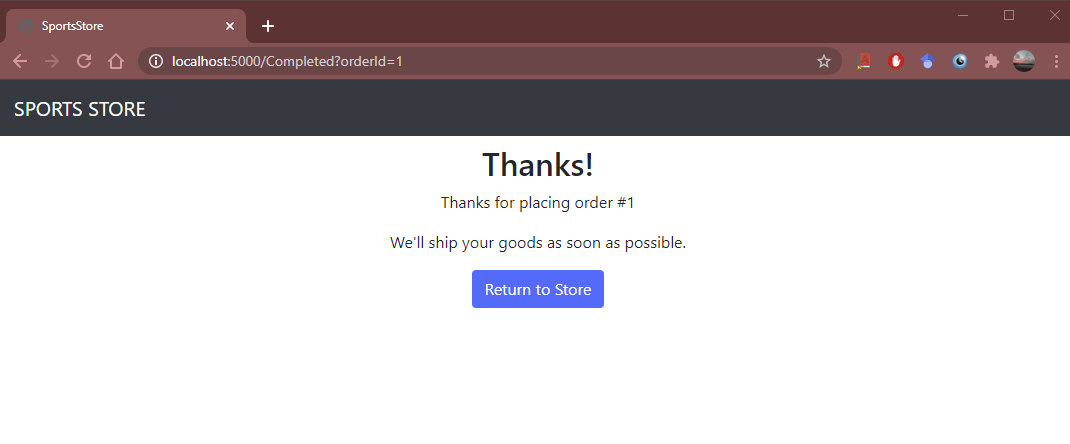 SportsStore
localhost:5000/Completed?orderId=1
SPORTS STORE
Thanks!
Thanks for placing order #1
We'll ship your goods as soon as possible.
Return to Store